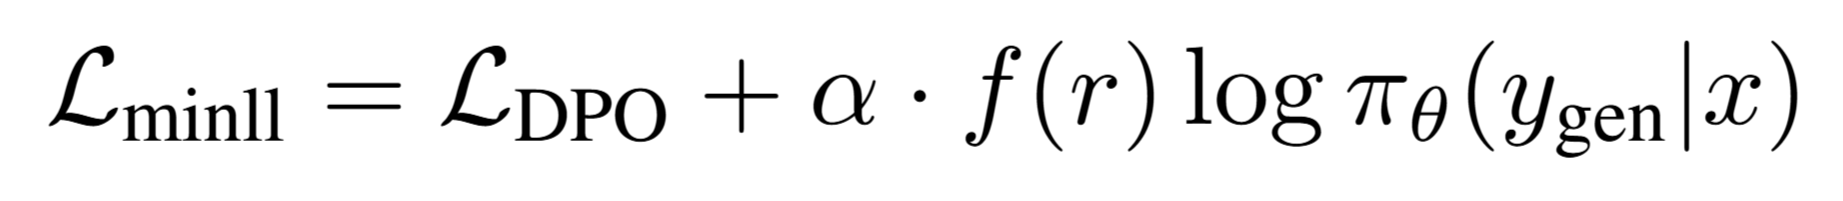 ℒ_minll = ℒ_DPO + α · f(r) log π_θ(y_gen|x)